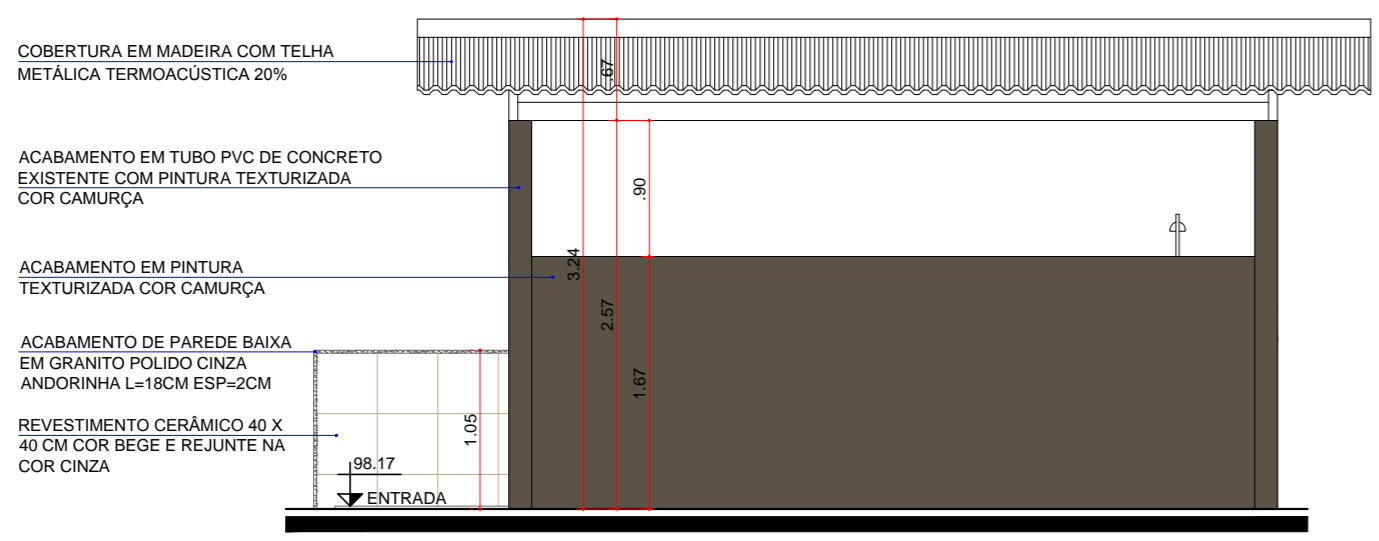 COBERTURA EM MADEIRA COM TELHA
METÁLICA TERMOACÚSTICA 20%
ACABAMENTO EM TUBO PVC DE CONCRETO
EXISTENTE COM PINTURA TEXTURIZADA
COR CAMURÇA
ACABAMENTO EM PINTURA
TEXTURIZADA COR CAMURÇA
ACABAMENTO DE PAREDE BAIXA
EM GRANITO POLIDO CINZA
ANDORINHA L=18CM ESP=2CM
REVESTIMENTO CERÂMICO 40 X
40 CM COR BEGE E REJUNTE NA
COR CINZA
98.17
ENTRADA
1.05
3.24
.67
2.57
.90
1.67